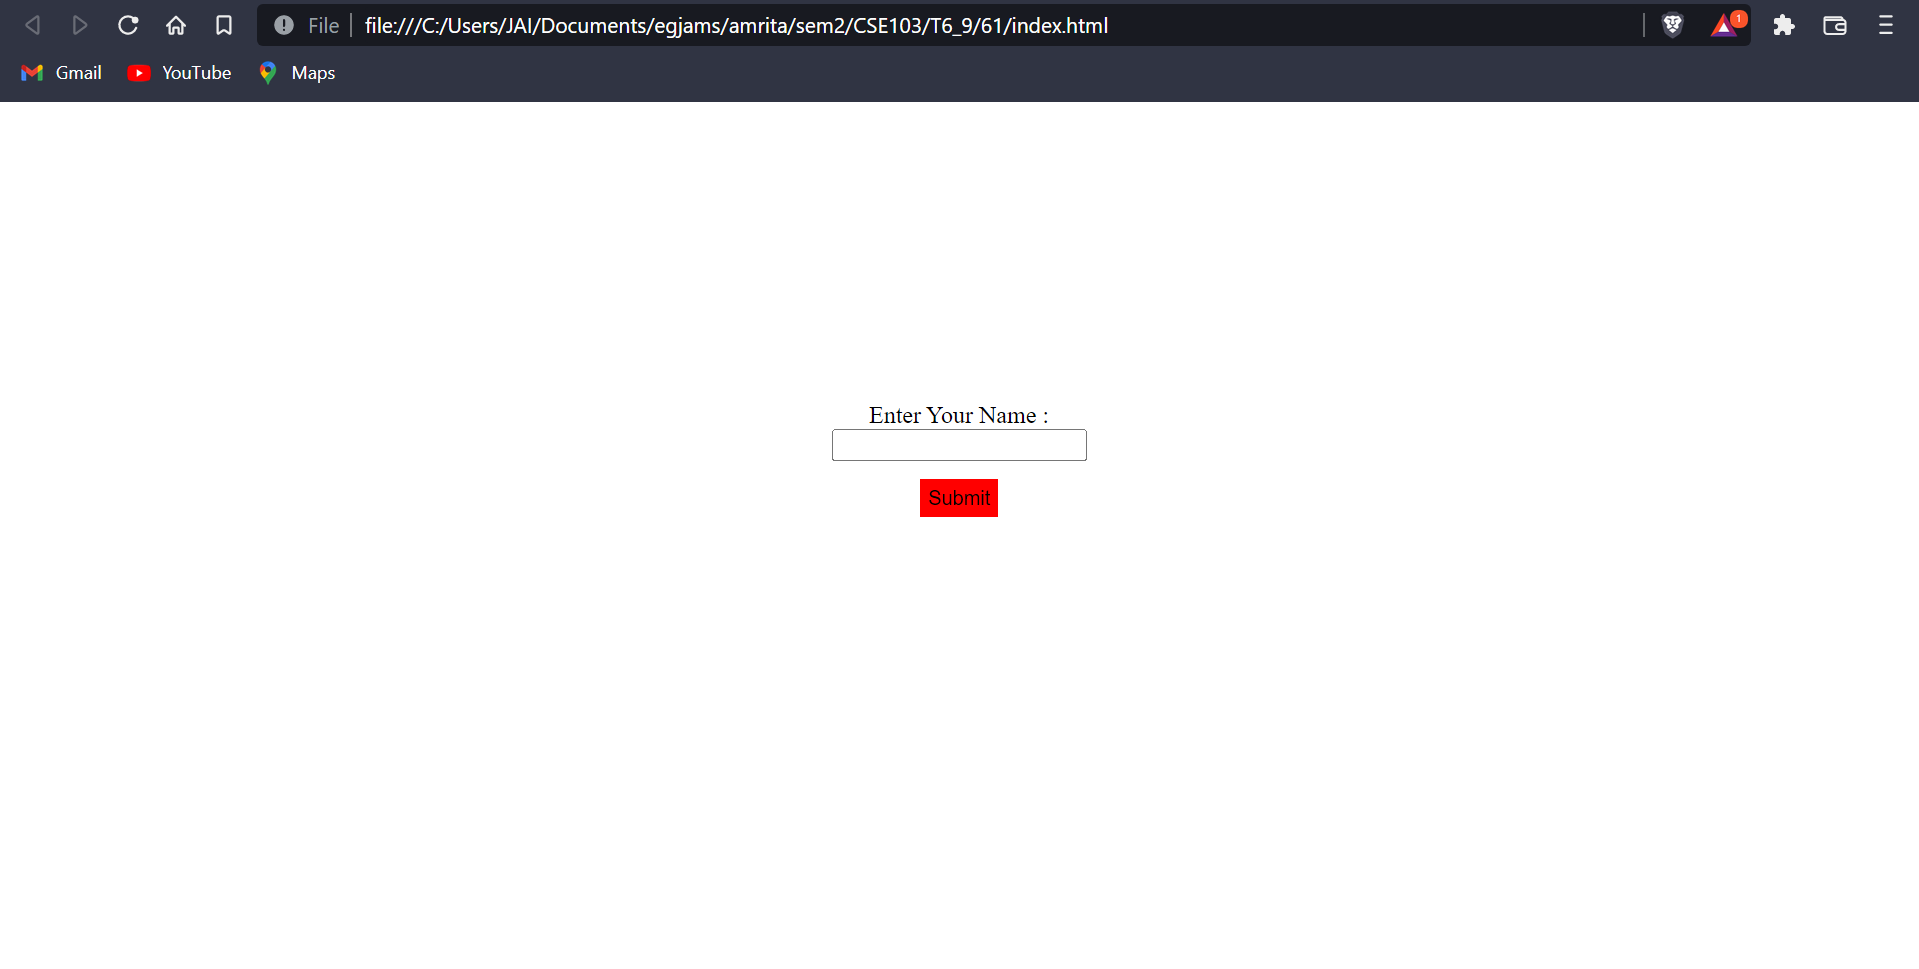 File file:///C:/Users/JAI/Documents/egjams/amrita/sem2/CSE103/T6_9/61/index.html 1
Gmail YouTube Maps
Enter Your Name :
Submit